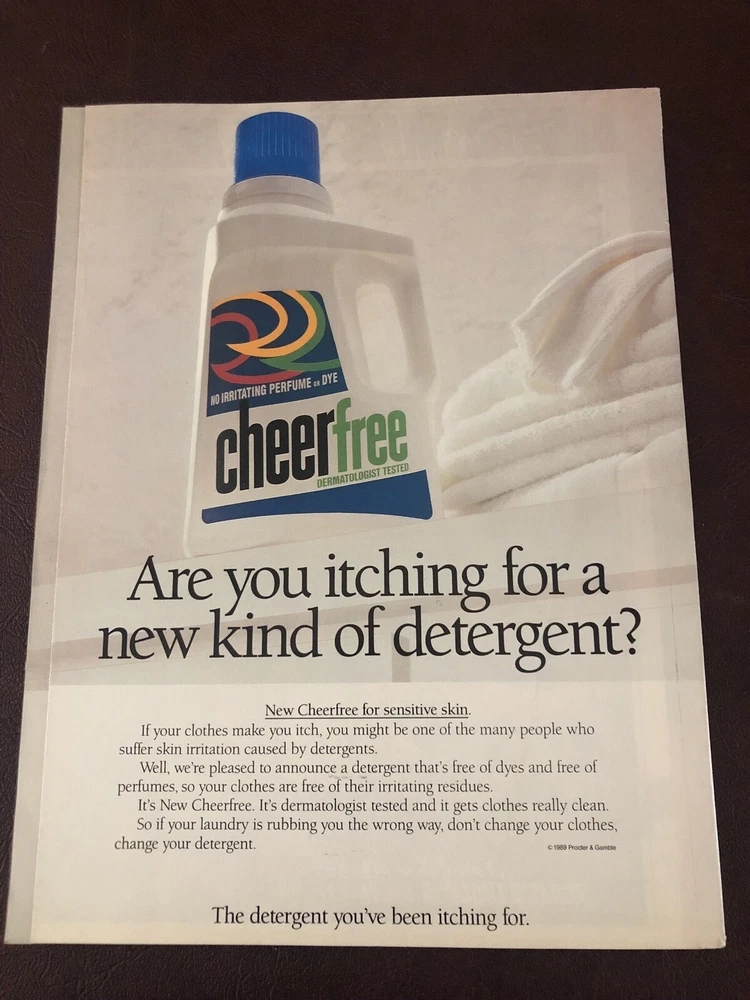 NO IRRITATING PERFUME OR DYE
cheerfree
DERMATOLOGIST TESTED
Are you itching for a
new kind of detergent?
New Cheerfree for sensitive skin.
If your clothes make you itch, you might be one of the many people who
suffer skin irritation caused by detergents.
Well, we're pleased to announce a detergent that's free of dyes and free of
perfumes, so your clothes are free of their irritating residues.
It's New Cheerfree. It's dermatologist tested and it gets clothes really clean.
So if your laundry is rubbing you the wrong way, don't change your clothes,
change your detergent.
© 1989 Procter & Gamble
The detergent you've been itching for.